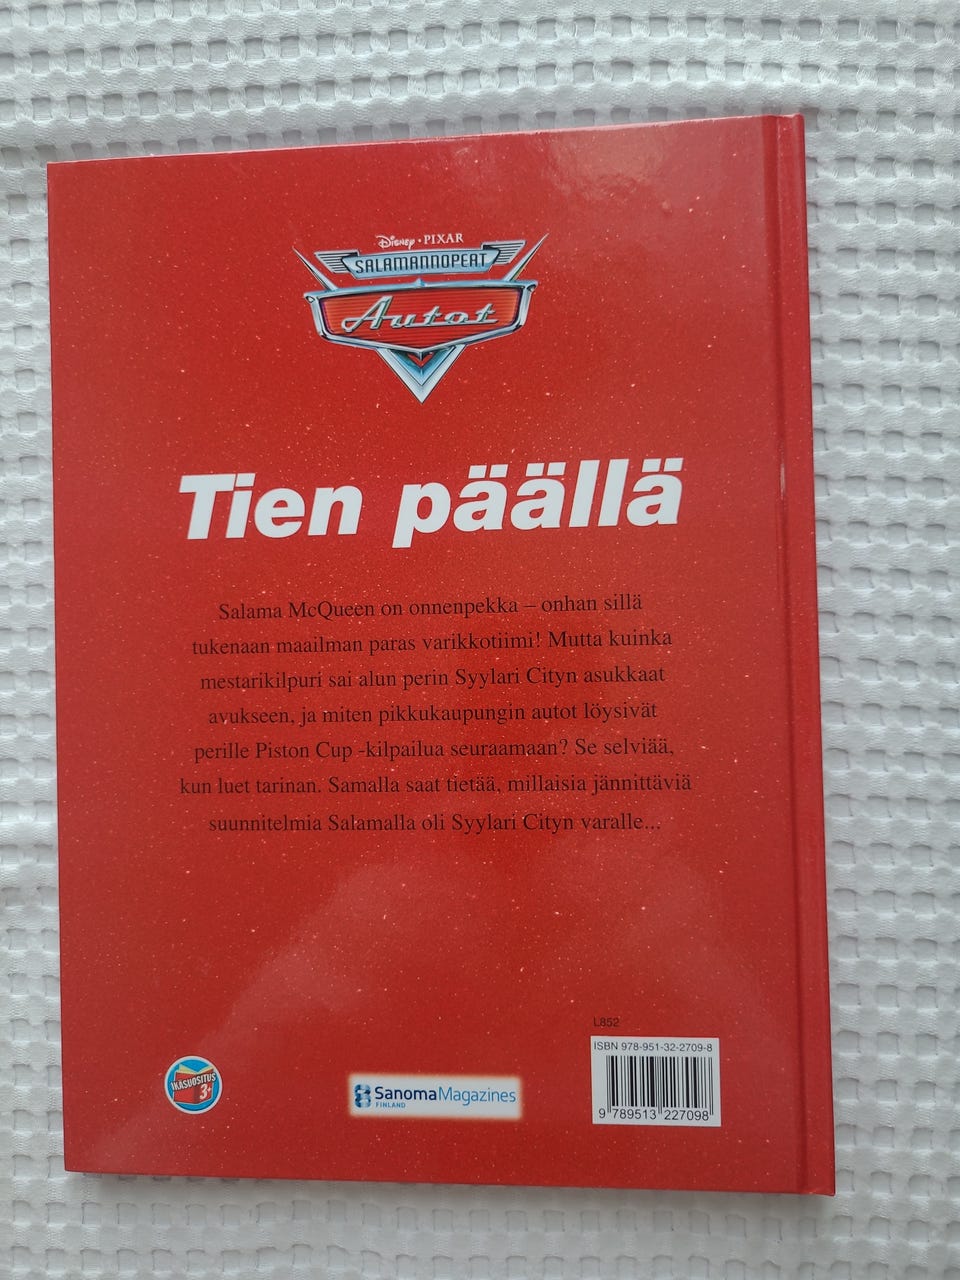 Disney · PIXAR
SALAMANNOPEAT
Autot
Tien päällä
Salama McQueen on onnenpekka – onhan sillä
tukenaan maailman paras varikkotiimi! Mutta kuinka
mestarikilpuri sai alun perin Syylari Cityn asukkaat
avukseen, ja miten pikkukaupungin autot löysivät
perille Piston Cup -kilpailua seuraamaan? Se selviää,
kun luet tarinan. Samalla saat tietää, millaisia jännittäviä
suunnitelmia Salamalla oli Syylari Cityn varalle...
L852
ISBN 978-951-32-2709-8
9 789513 227098
IKÄSUOSITUS
3+
SanomaMagazines
FINLAND